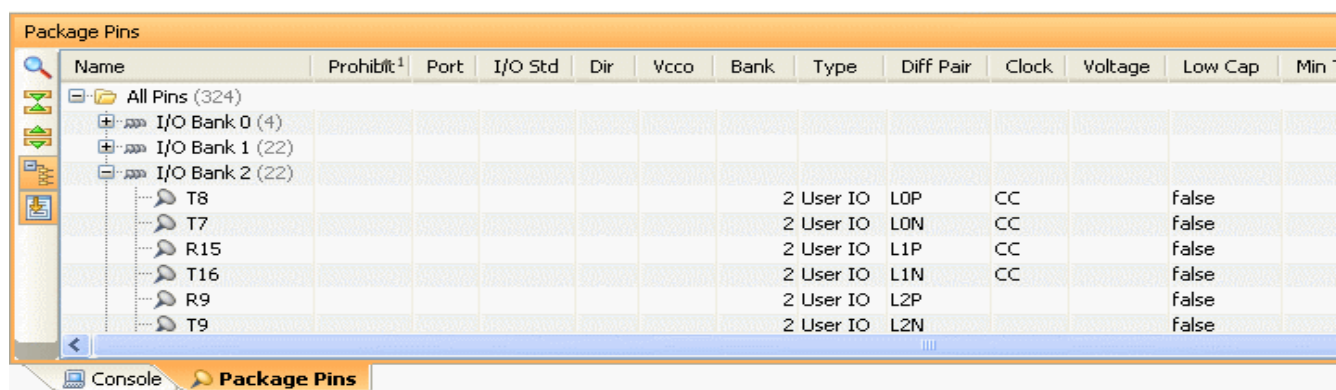 Package Pins
Name Prohibit 1 Port I/O Std Dir Vcco Bank Type Diff Pair Clock Voltage Low Cap Min
All Pins (324)
I/O Bank 0 (4)
I/O Bank 1 (22)
I/O Bank 2 (22)
T8 2 User IO L0P CC false
T7 2 User IO L0N CC false
R15 2 User IO L1P CC false
T16 2 User IO L1N CC false
R9 2 User IO L2P false
T9 2 User IO L2N false
Console Package Pins